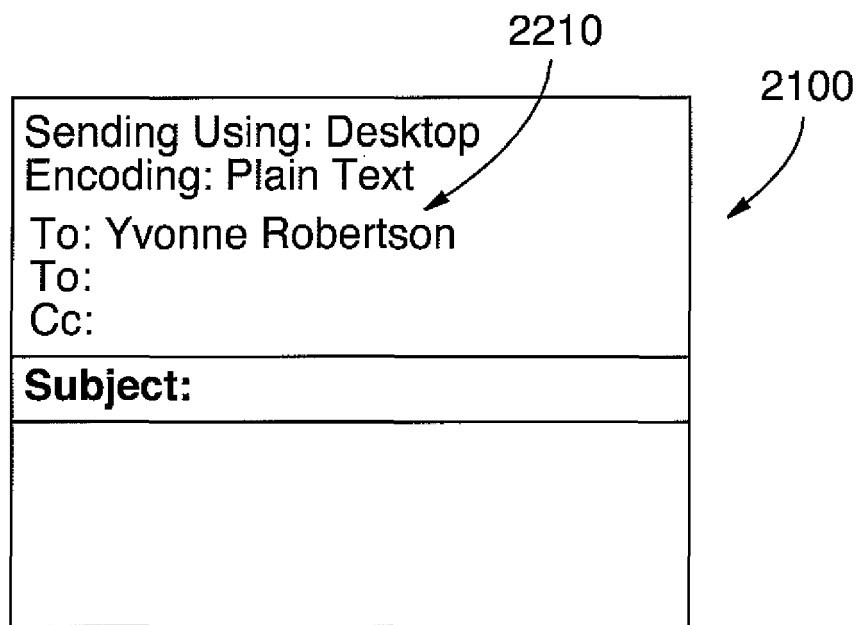 2210
2100
Sending Using: Desktop
Encoding: Plain Text
To: Yvonne Robertson
To:
Cc:
Subject: